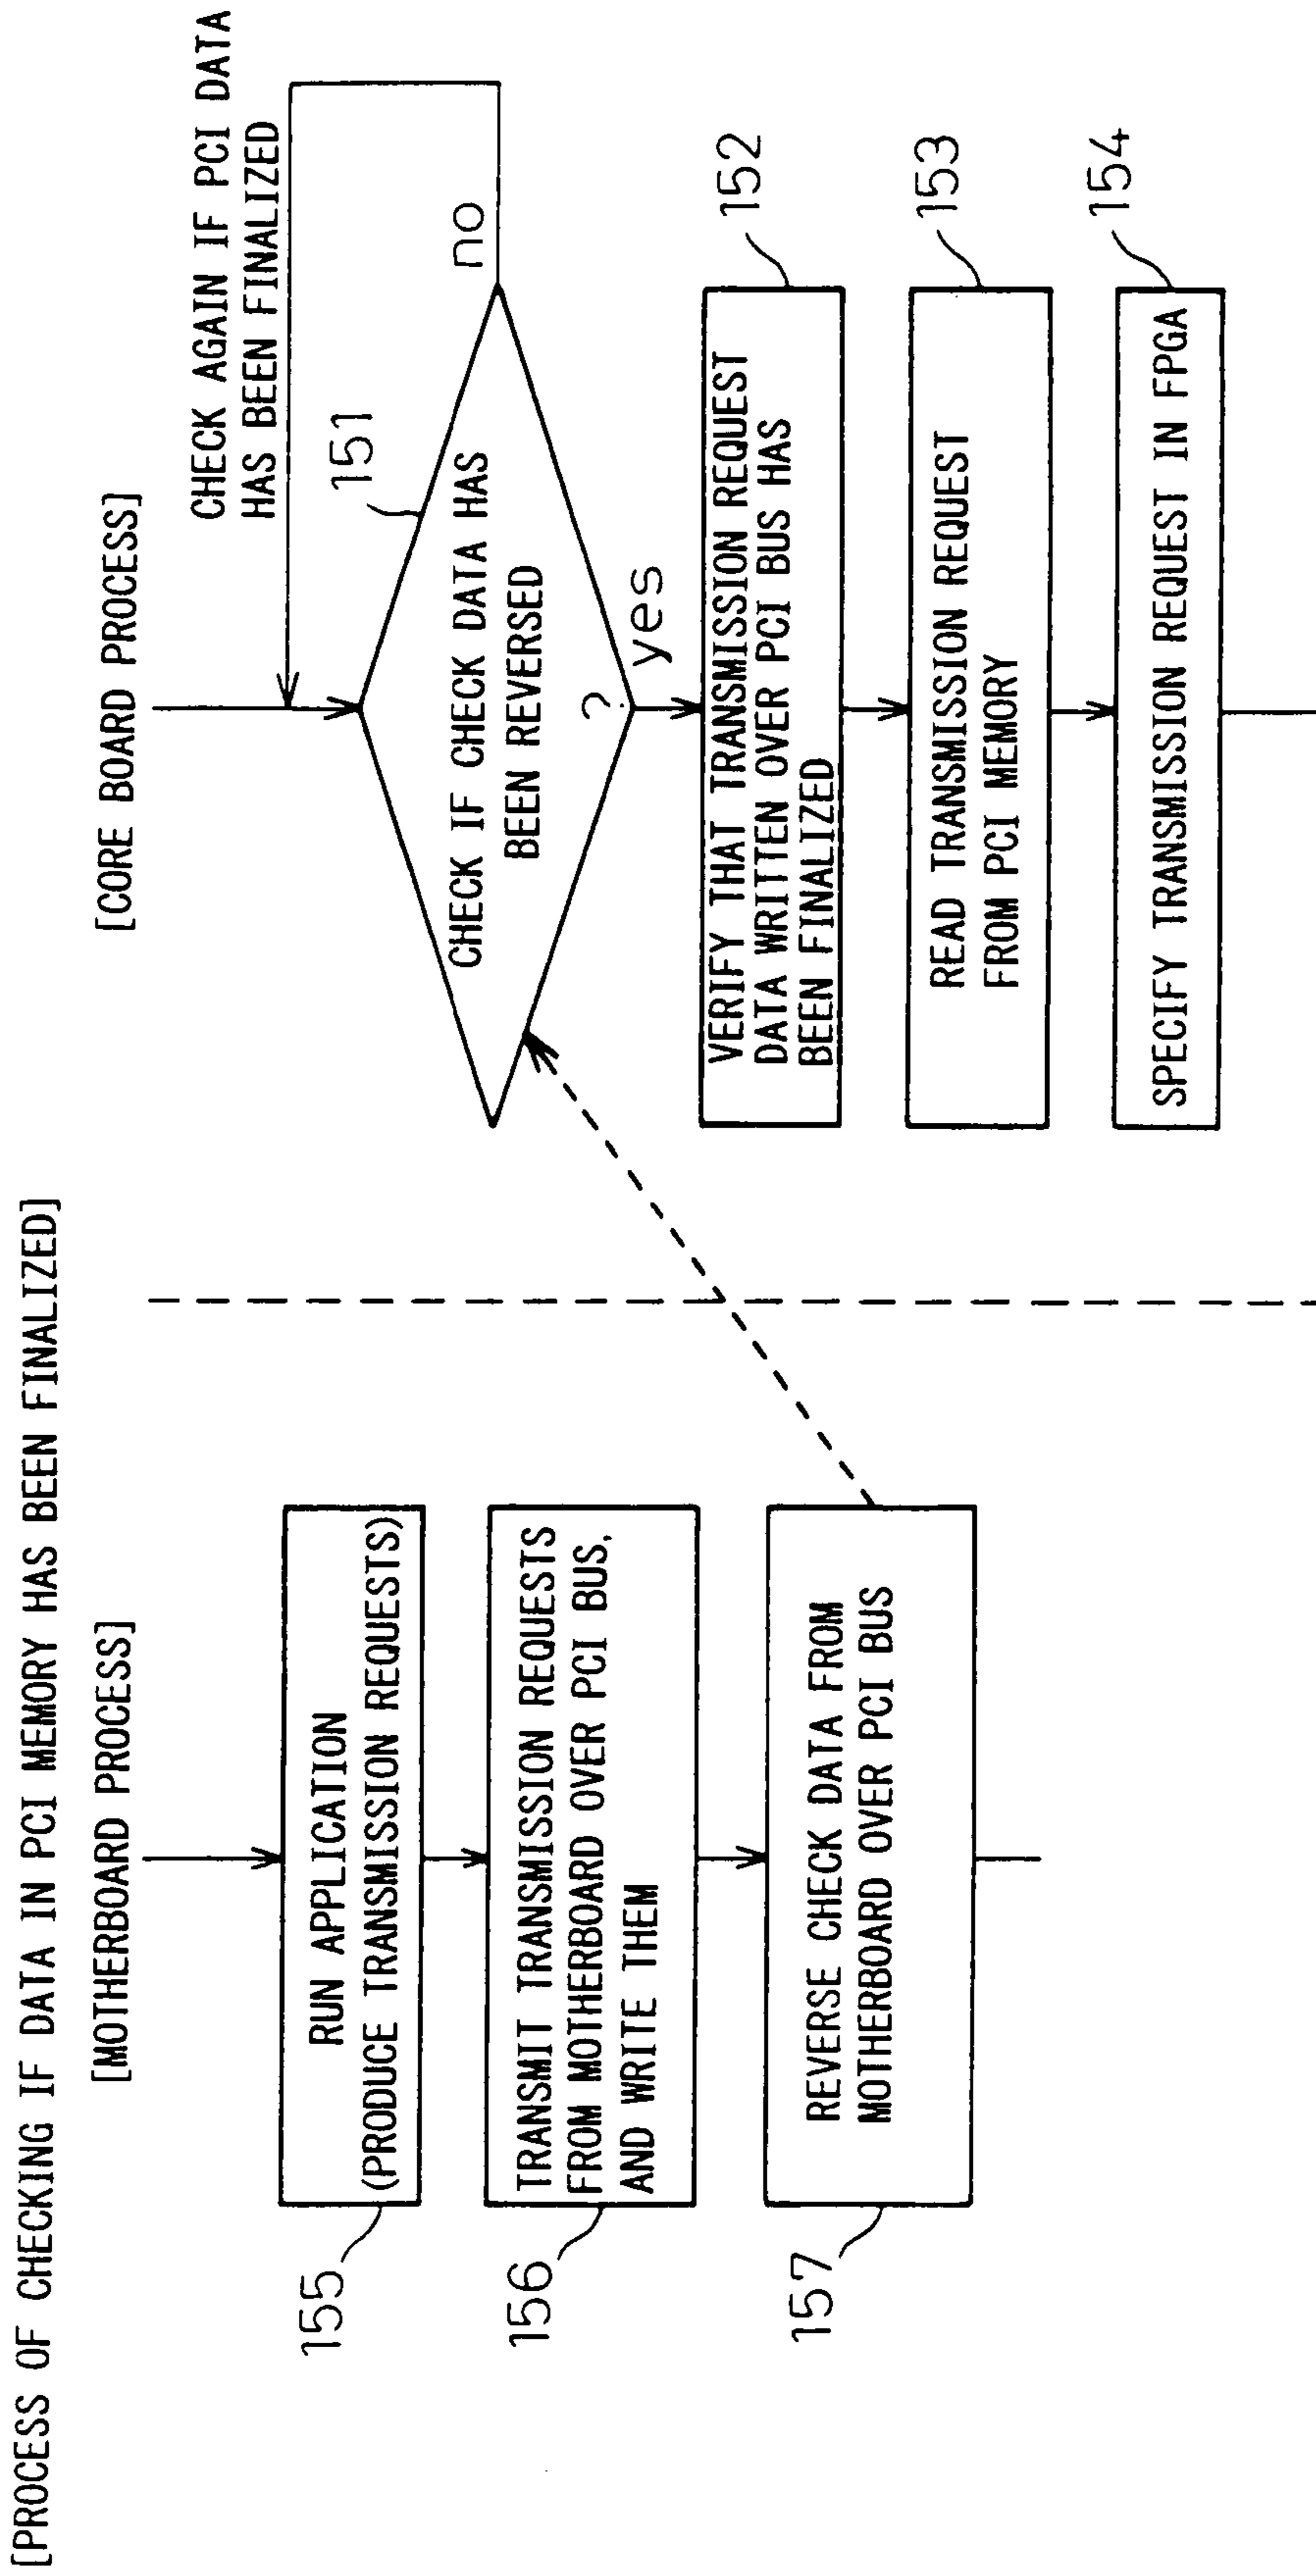 [PROCESS OF CHECKING IF DATA IN PCI MEMORY HAS BEEN FINALIZED]
[MOTHERBOARD PROCESS]
155
RUN APPLICATION
(PRODUCE TRANSMISSION REQUESTS)
156
TRANSMIT TRANSMISSION REQUESTS
FROM MOTHERBOARD OVER PCI BUS,
AND WRITE THEM
157
REVERSE CHECK DATA FROM
MOTHERBOARD OVER PCI BUS
[CORE BOARD PROCESS]
CHECK AGAIN IF PCI DATA
HAS BEEN FINALIZED
151
CHECK IF CHECK DATA HAS
BEEN REVERSED
?
no
yes
152
VERIFY THAT TRANSMISSION REQUEST
DATA WRITTEN OVER PCI BUS HAS
BEEN FINALIZED
153
READ TRANSMISSION REQUEST
FROM PCI MEMORY
154
SPECIFY TRANSMISSION REQUEST IN FPGA